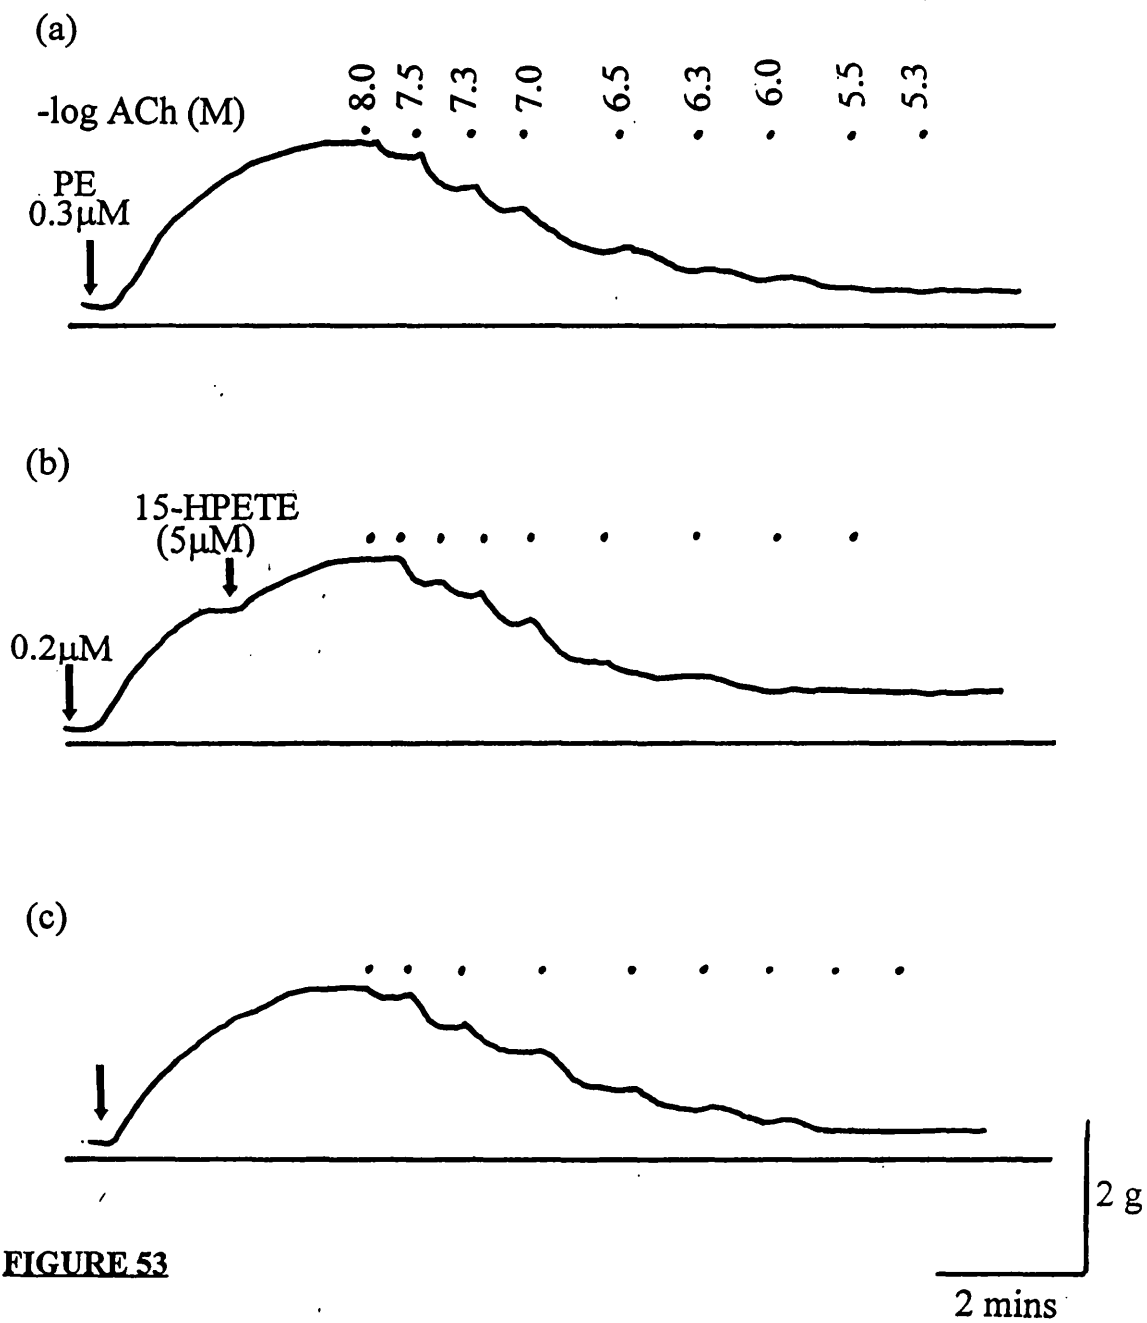 (a)
-log ACh (M)
8.0
7.5
7.3
7.0
6.5
6.3
6.0
5.5
5.3
PE
0.3μM
(b)
15-HPETE
(5μM)
0.2μM
(c)
2 g
2 mins
FIGURE 53